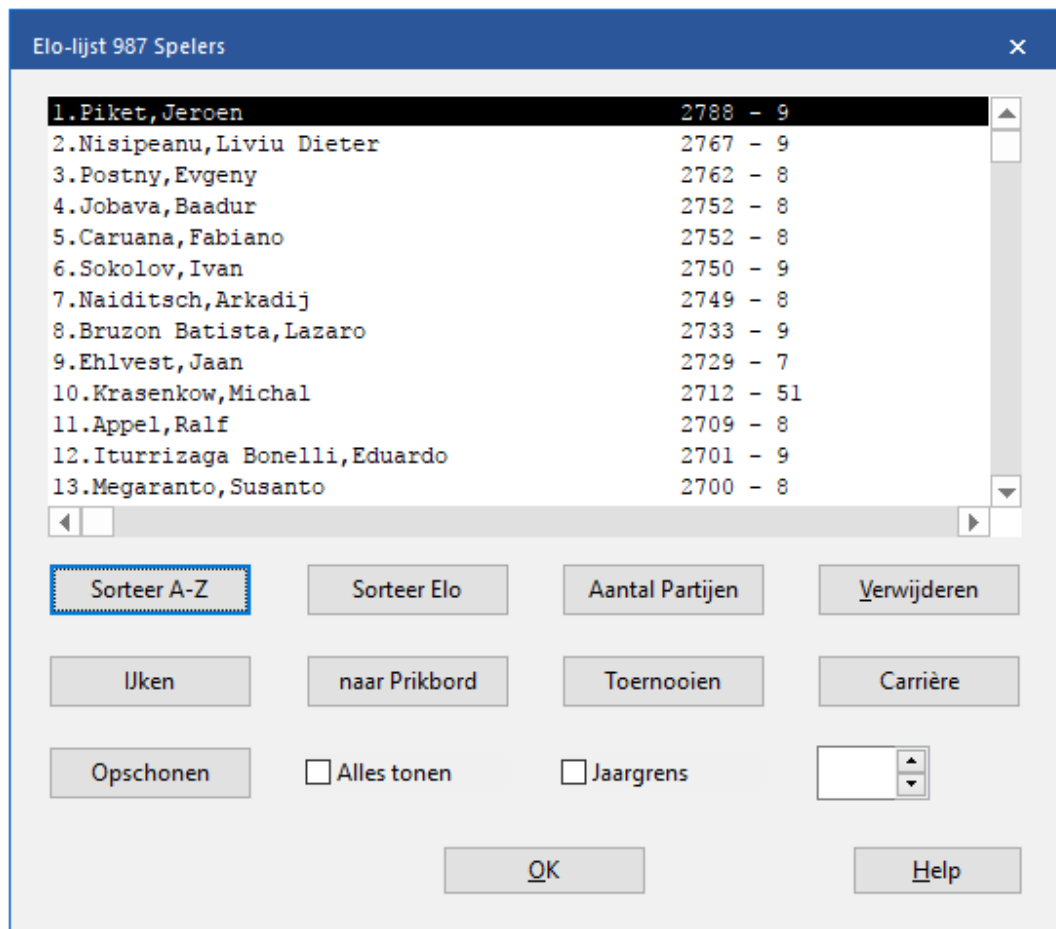 Elo-lijst 987 Spelers
1.Piket,Jeroen 2788 - 9
2.Nisipeanu,Liviu Dieter 2767 - 9
3.Postny,Evgeny 2762 - 8
4.Jobava,Baadur 2752 - 8
5.Caruana,Fabiano 2752 - 8
6.Sokolov,Ivan 2750 - 9
7.Naiditsch,Arkadij 2749 - 8
8.Bruzon Batista,Lazaro 2733 - 9
9.Ehlvest,Jaan 2729 - 7
10.Krasenkow,Michal 2712 - 51
11.Appel,Ralf 2709 - 8
12.Iturrizaga Bonelli,Eduardo 2701 - 9
13.Megaranto,Susanto 2700 - 8
Sorteer A-Z Sorteer Elo Aantal Partijen Verwijderen
IJken naar Prikbord Toernooien Carrière
Opschonen Alles tonen Jaargrens
OK Help